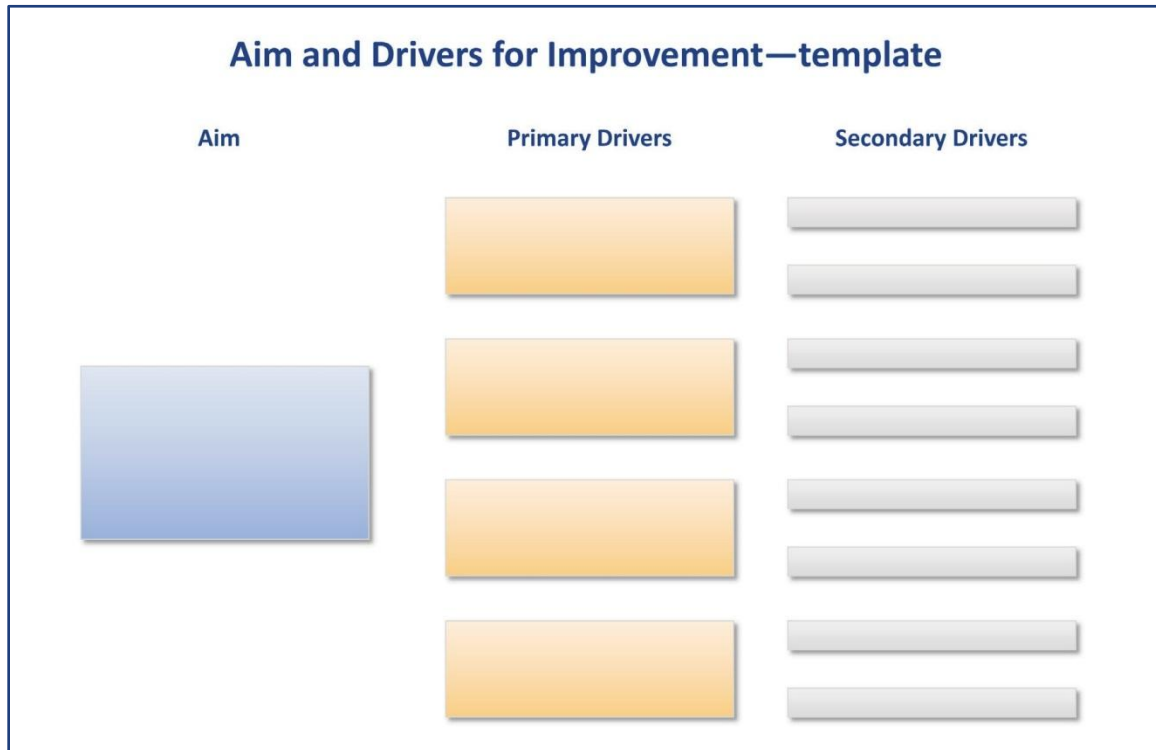 Aim and Drivers for Improvement—template
Aim
Primary Drivers
Secondary Drivers